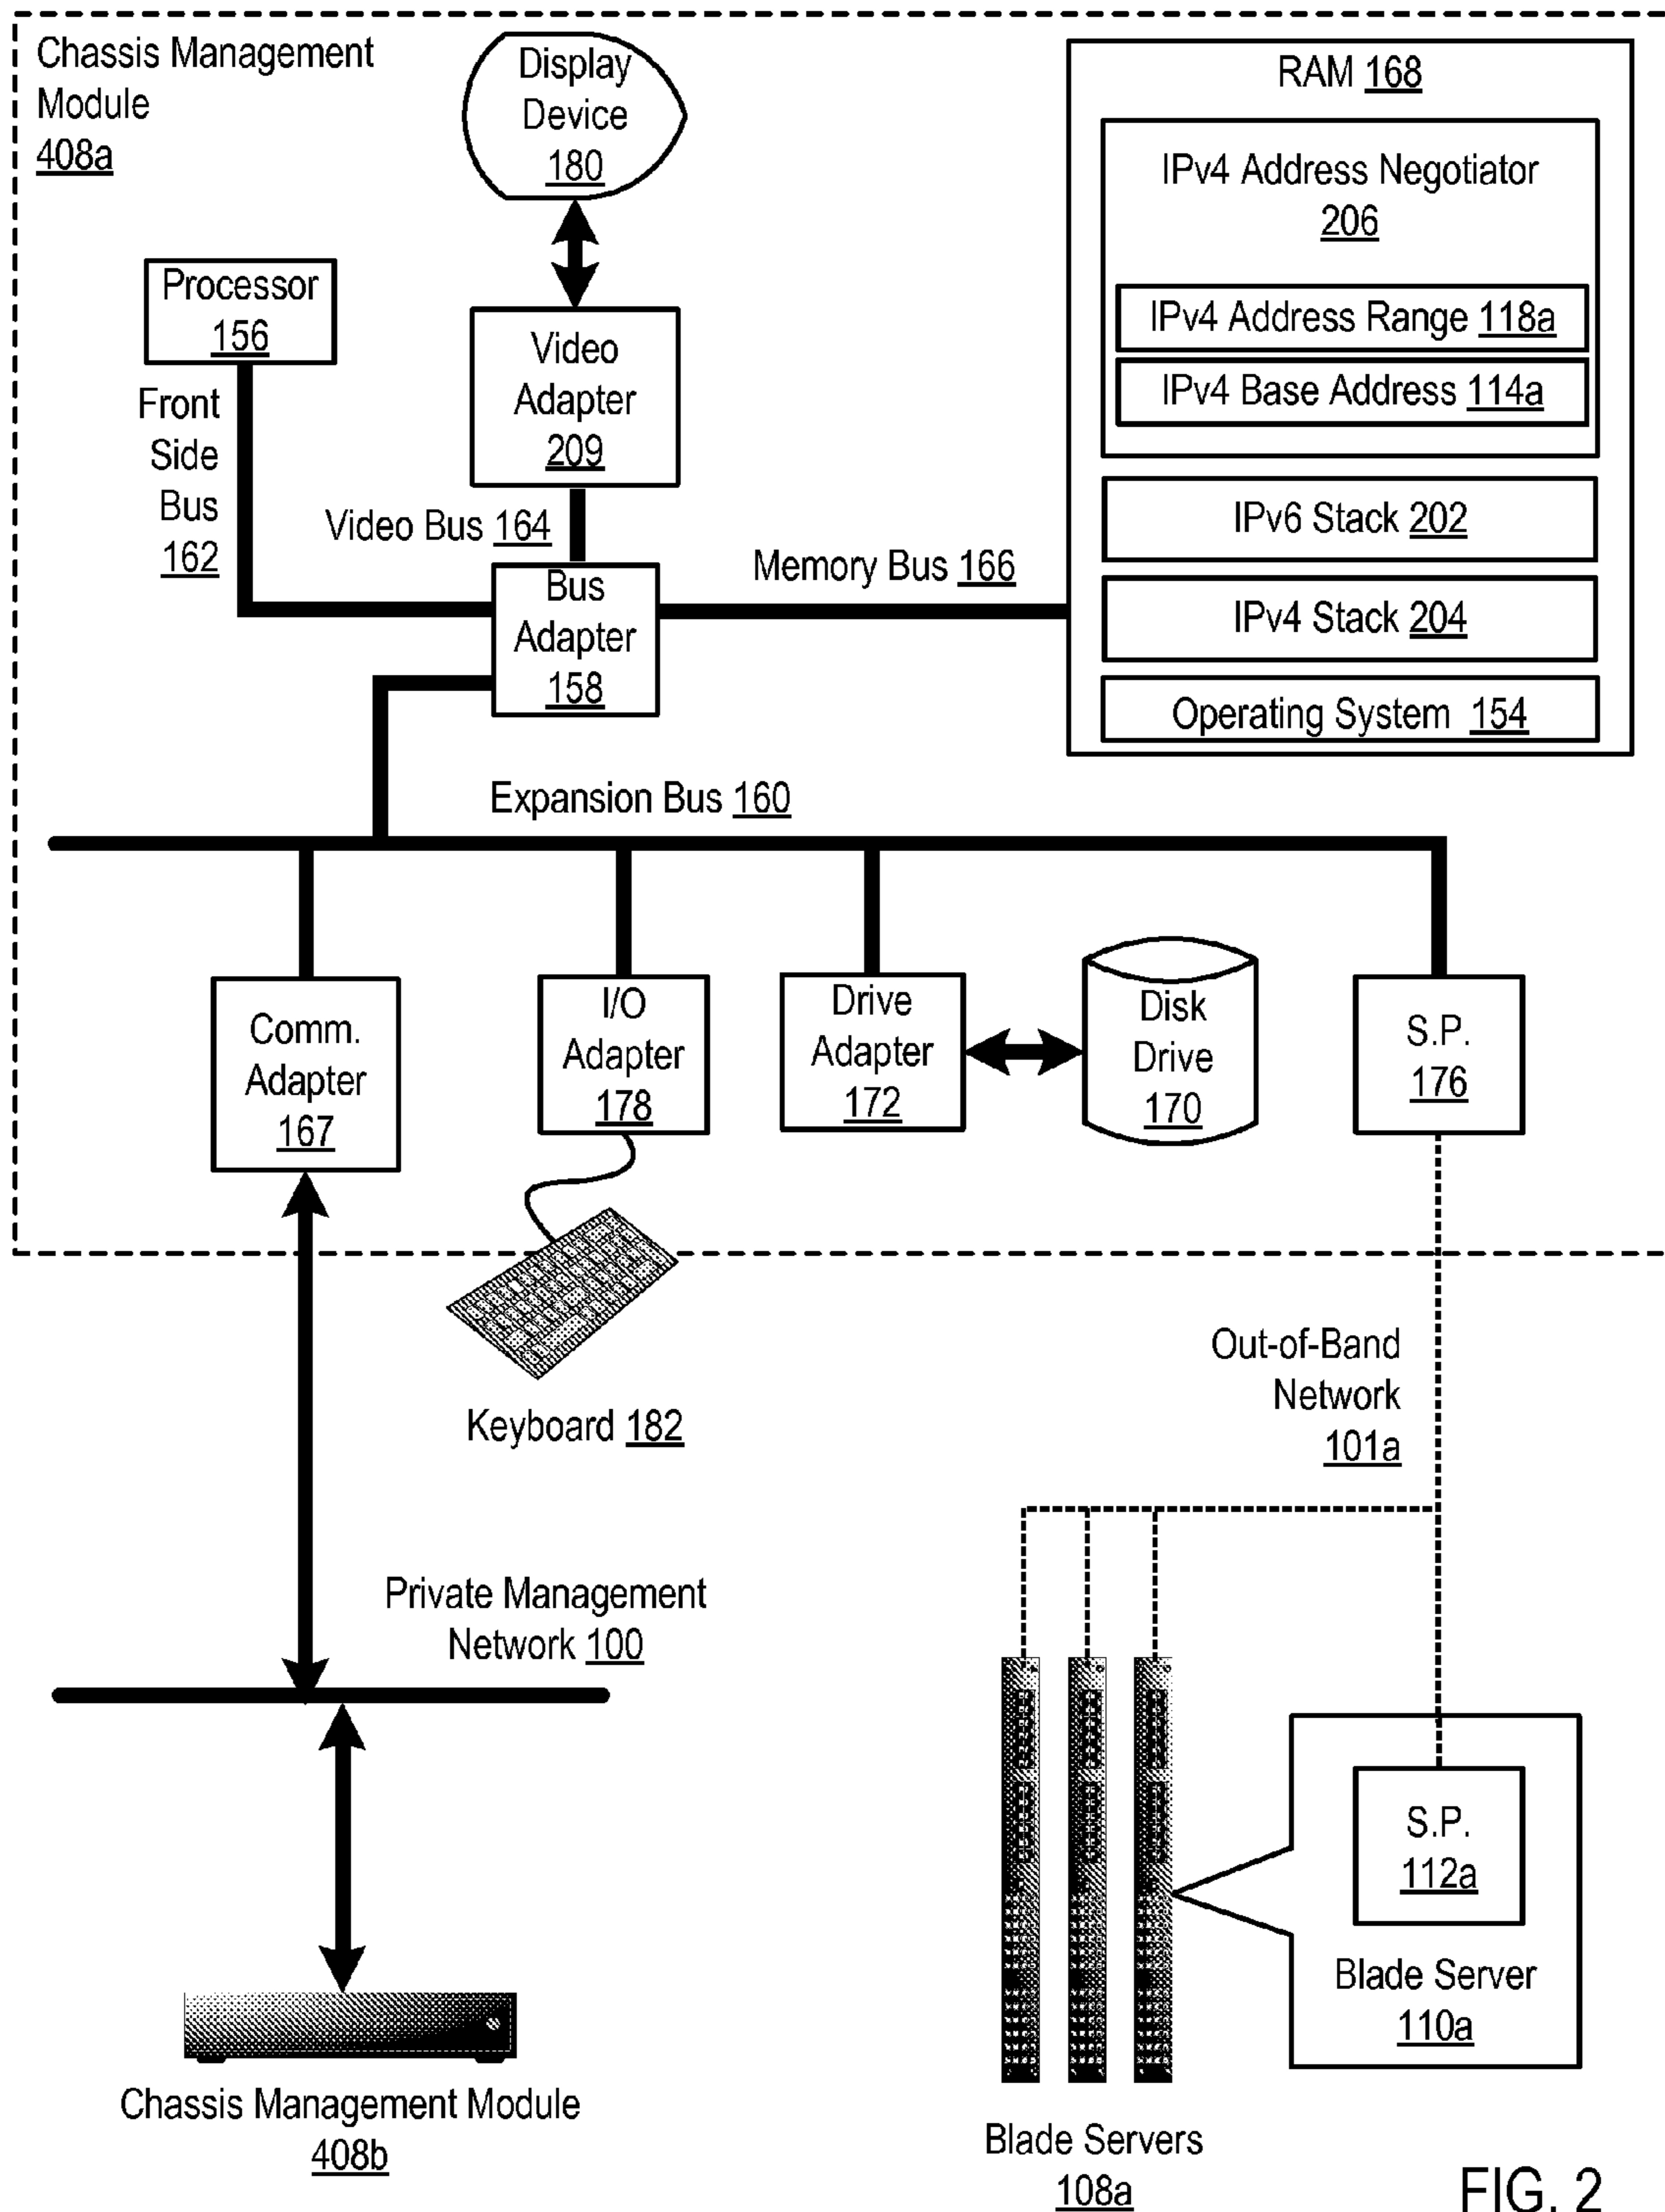 Chassis Management
Module
408a
Display
Device
180
RAM 168
IPv4 Address Negotiator
206
IPv4 Address Range 118a
IPv4 Base Address 114a
IPv6 Stack 202
IPv4 Stack 204
Operating System 154
Processor
156
Front
Side
Bus
162
Video
Adapter
209
Video Bus 164
Bus
Adapter
158
Memory Bus 166
Expansion Bus 160
Comm.
Adapter
167
I/O
Adapter
178
Drive
Adapter
172
Disk
Drive
170
S.P.
176
Keyboard 182
Out-of-Band
Network
101a
Private Management
Network 100
S.P.
112a
Blade Server
110a
Chassis Management Module
408b
Blade Servers
108a
FIG. 2